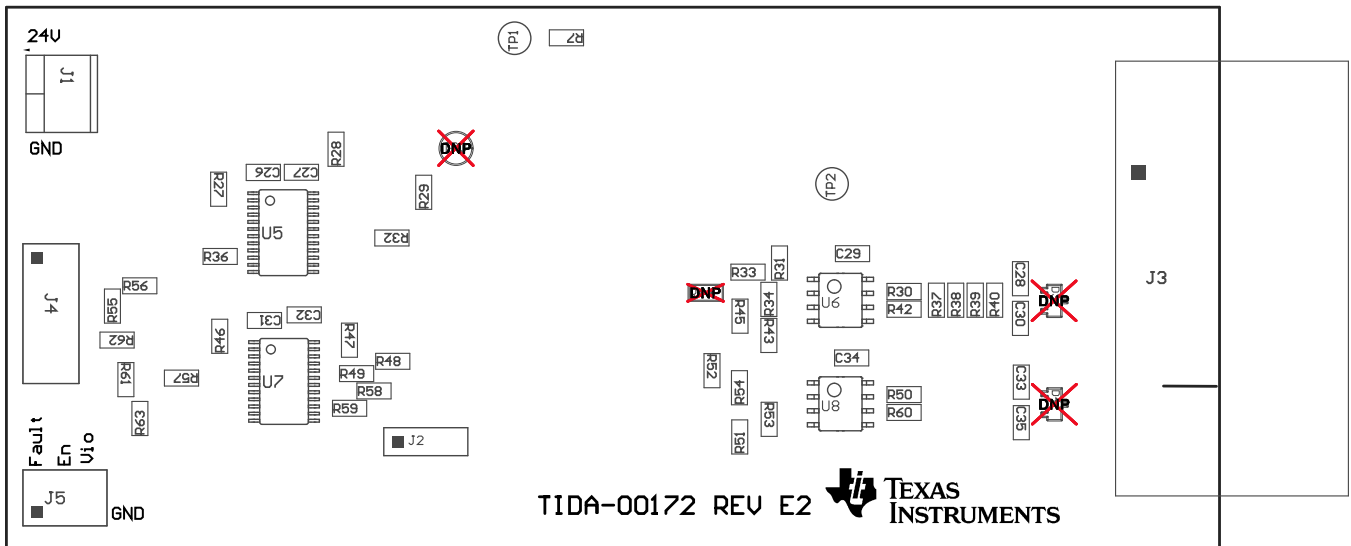 24V
J1
GND
TP1
R7
R28
DNP
C26
C27
R27
R29
TP2
U5
R32
R36
C29
J3
J4
R56
R55
R33
R31
C28
DNP
R34
R45
U6
R30
R42
R37
R38
R39
R40
DNP
C30
R43
C31
C32
R46
R47
R62
U7
R48
R49
R58
R59
R61
R57
R63
R52
C34
R54
U8
R50
R60
C33
DNP
C35
R53
R51
J2
Fault
En
Vio
J5
GND
TIDA-00172 REV E2
TEXAS
INSTRUMENTS